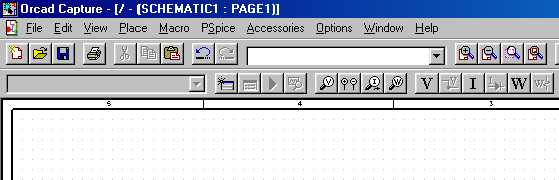 Orcad Capture - [/ - (SCHEMATIC1 : PAGE1)]
File Edit View Place Macro PSpice Accessories Options Window Help
V I W
5 4 3